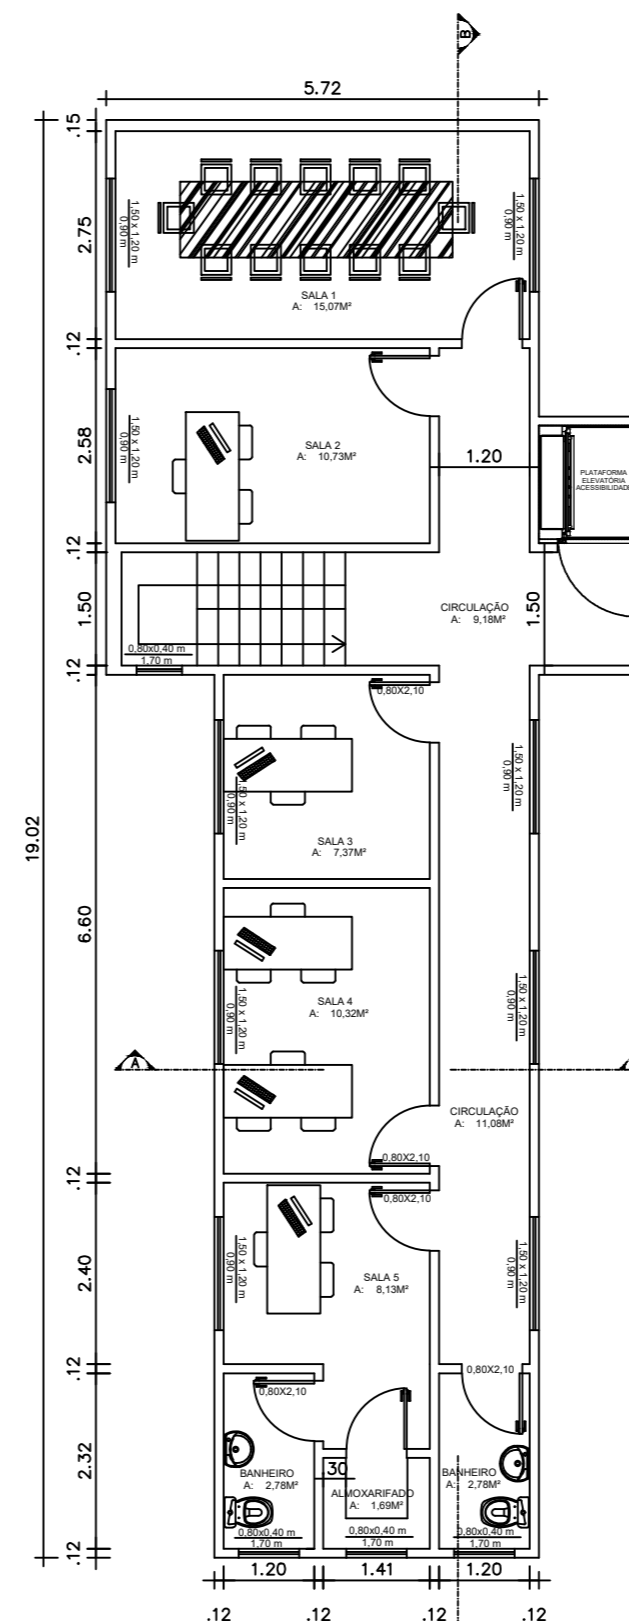 B
5.72
.15
2.75
1,50 x 1,20 m
0,90 m
1,50 x 1,20 m
0,90 m
SALA 1
A: 15,07M²
.12
2.58
1,50 x 1,20 m
0,90 m
SALA 2
A: 10,73M²
1.20
PLATAFORMA
ELEVATÓRIA
ACESSIBILIDADE
.12
1.50
CIRCULAÇÃO
A: 9,18M²
1.50
0,80x0,40 m
1,70 m
.12
0,80X2,10
1,50 x 1,20 m
0,90 m
1,50 x 1,20 m
0,90 m
SALA 3
A: 7,37M²
19.02
6.60
SALA 4
A: 10,32M²
1,50 x 1,20 m
0,90 m
1,50 x 1,20 m
0,90 m
A
CIRCULAÇÃO
A: 11,08M²
0,80X2,10
.12
0,80X2,10
2.40
1,50 x 1,20 m
0,90 m
1,50 x 1,20 m
0,90 m
SALA 5
A: 8,13M²
.12
0,80X2,10
0,80X2,10
2.32
30
BANHEIRO
A: 2,78M²
ALMOXARIFADO
A: 1,69M²
BANHEIRO
A: 2,78M²
0,80x0,40 m
1,70 m
0,80x0,40 m
1,70 m
0,80x0,40 m
1,70 m
.12
1.20
1.41
1.20
.12
.12
.12
.12